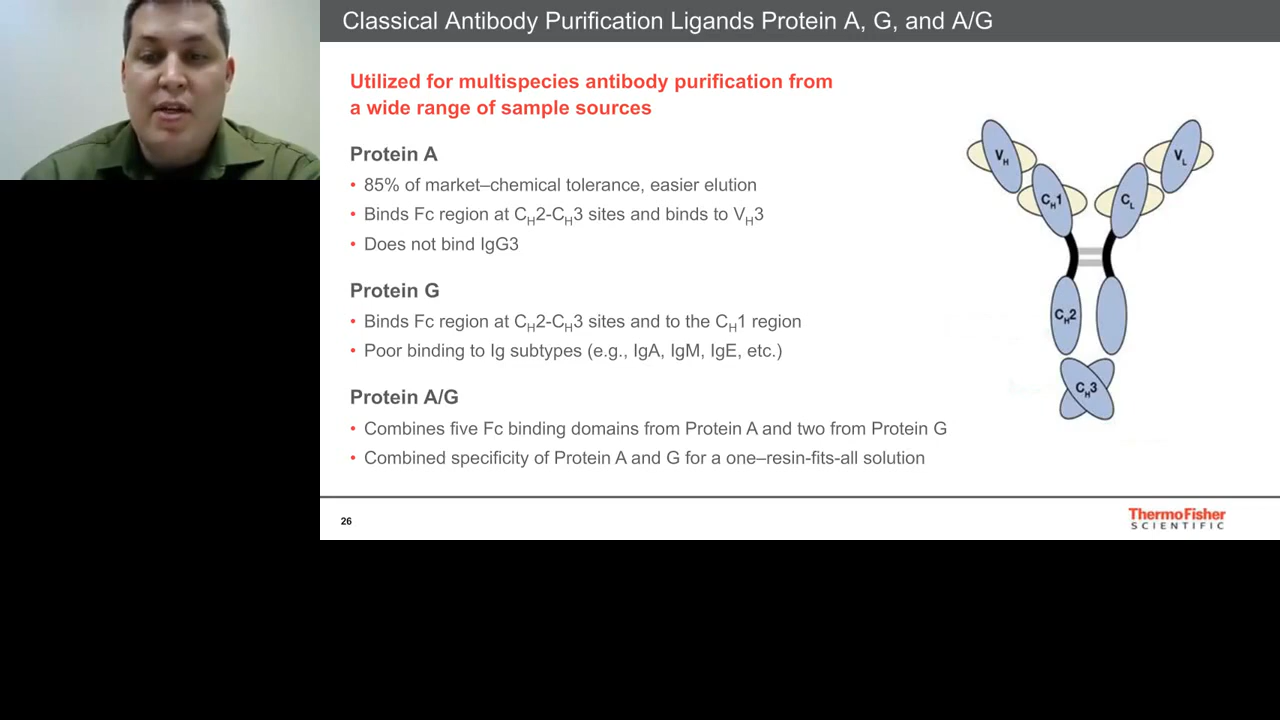 Classical Antibody Purification Ligands Protein A, G, and A/G
Utilized for multispecies antibody purification from
a wide range of sample sources
Protein A
• 85% of market–chemical tolerance, easier elution
• Binds Fc region at CH2-CH3 sites and binds to VH3
• Does not bind IgG3
Protein G
• Binds Fc region at CH2-CH3 sites and to the CH1 region
• Poor binding to Ig subtypes (e.g., IgA, IgM, IgE, etc.)
Protein A/G
• Combines five Fc binding domains from Protein A and two from Protein G
• Combined specificity of Protein A and G for a one–resin-fits-all solution
VH
VL
CH1
CL
CH2
CH3
26
ThermoFisher
SCIENTIFIC